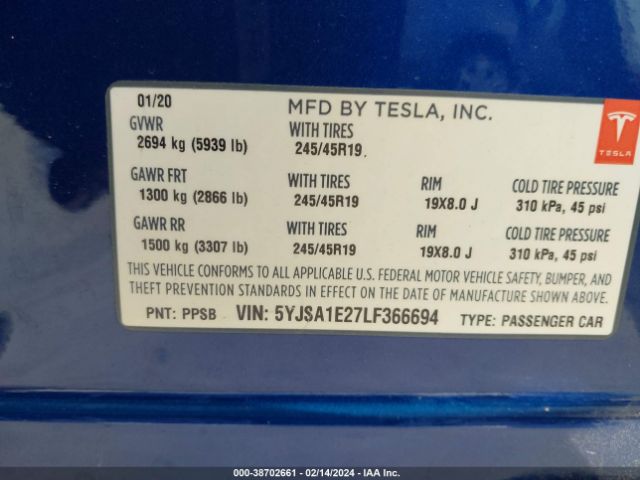 01/20 MFD BY TESLA, INC.
TESLA
GVWR WITH TIRES
2694 kg (5939 lb) 245/45R19
GAWR FRT WITH TIRES RIM COLD TIRE PRESSURE
1300 kg (2866 lb) 245/45R19 19X8.0 J 310 kPa, 45 psi
GAWR RR WITH TIRES RIM COLD TIRE PRESSURE
1500 kg (3307 lb) 245/45R19 19X8.0 J 310 kPa, 45 psi
THIS VEHICLE CONFORMS TO ALL APPLICABLE U.S. FEDERAL MOTOR VEHICLE SAFETY, BUMPER, AND
THEFT PREVENTION STANDARDS IN EFFECT ON THE DATE OF MANUFACTURE SHOWN ABOVE.
PNT: PPSB VIN: 5YJSA1E27LF366694 TYPE: PASSENGER CAR
000-38702661 - 02/14/2024 - IAA Inc.